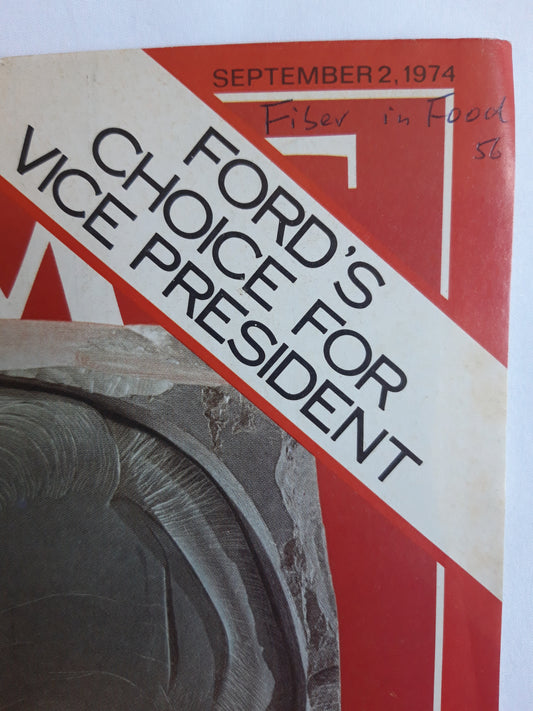 SEPTEMBER 2, 1974
Fiber in Food
56
FORD'S
CHOICE FOR
VICE PRESIDENT
M